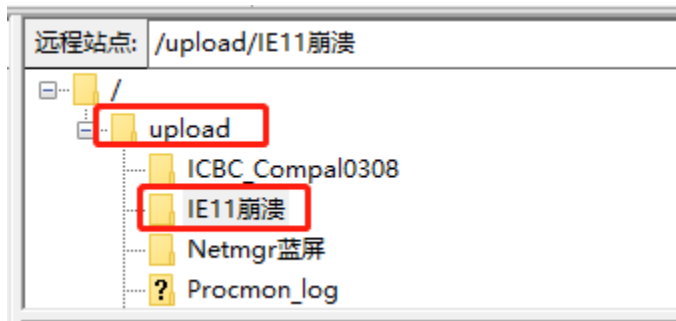 远程站点: /upload/IE11崩溃
/
upload
ICBC_Compal0308
IE11崩溃
Netmgr蓝屏
? Procmon_log